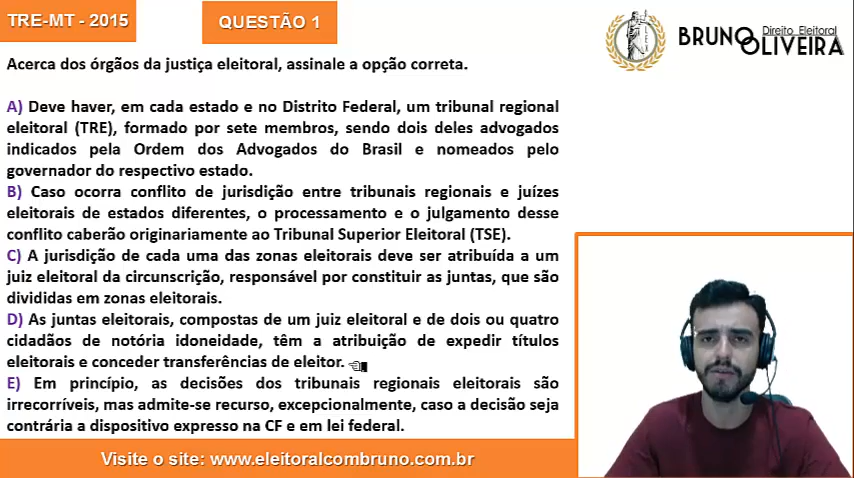 TRE-MT - 2015
QUESTÃO 1
BRUNO
Direito Eleitoral
OLIVEIRA
Acerca dos órgãos da justiça eleitoral, assinale a opção correta.
A) Deve haver, em cada estado e no Distrito Federal, um tribunal regional
eleitoral (TRE), formado por sete membros, sendo dois deles advogados
indicados pela Ordem dos Advogados do Brasil e nomeados pelo
governador do respectivo estado.
B) Caso ocorra conflito de jurisdição entre tribunais regionais e juízes
eleitorais de estados diferentes, o processamento e o julgamento desse
conflito caberão originariamente ao Tribunal Superior Eleitoral (TSE).
C) A jurisdição de cada uma das zonas eleitorais deve ser atribuída a um
juiz eleitoral da circunscrição, responsável por constituir as juntas, que são
divididas em zonas eleitorais.
D) As juntas eleitorais, compostas de um juiz eleitoral e de dois ou quatro
cidadãos de notória idoneidade, têm a atribuição de expedir títulos
eleitorais e conceder transferências de eleitor.
E) Em princípio, as decisões dos tribunais regionais eleitorais são
irrecorríveis, mas admite-se recurso, excepcionalmente, caso a decisão seja
contrária a dispositivo expresso na CF e em lei federal.
Visite o site: www.eleitoralcombruno.com.br